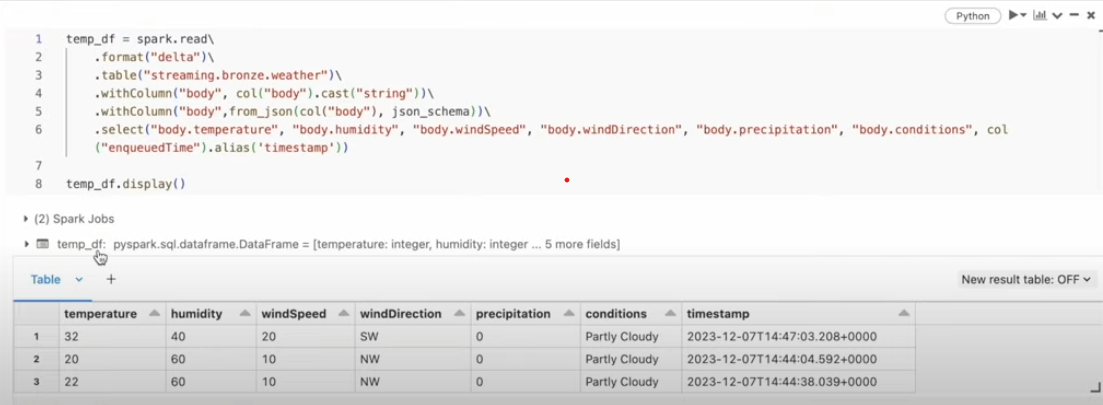 Python
1 temp_df = spark.read\
2 .format("delta")\
3 .table("streaming.bronze.weather")\
4 .withColumn("body", col("body").cast("string"))\
5 .withColumn("body",from_json(col("body"), json_schema))\
6 .select("body.temperature", "body.humidity", "body.windSpeed", "body.windDirection", "body.precipitation", "body.conditions", col
("enqueuedTime").alias('timestamp'))
7
8 temp_df.display()
(2) Spark Jobs
temp_df: pyspark.sql.dataframe.DataFrame = [temperature: integer, humidity: integer ... 5 more fields]
Table + New result table: OFF
temperature humidity windSpeed windDirection precipitation conditions timestamp
1 32 40 20 SW 0 Partly Cloudy 2023-12-07T14:47:03.208+0000
2 20 60 10 NW 0 Partly Cloudy 2023-12-07T14:44:04.592+0000
3 22 60 10 NW 0 Partly Cloudy 2023-12-07T14:44:38.039+0000